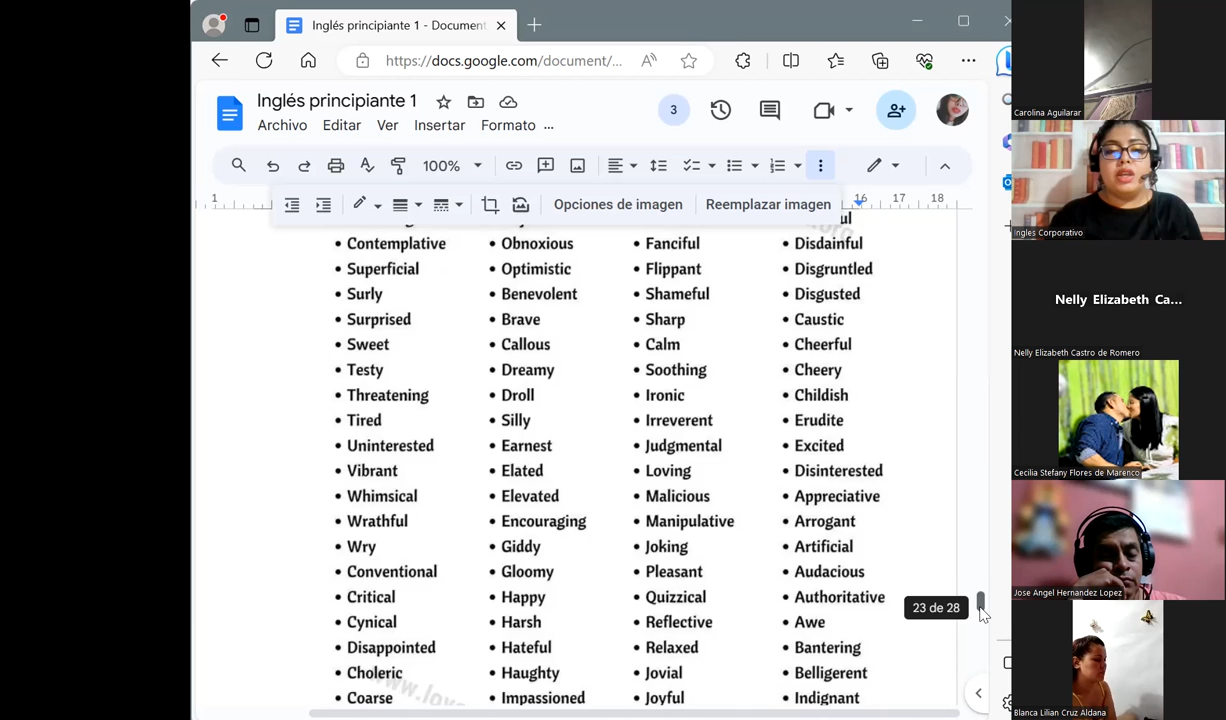 Inglés principiante 1 - Document
https://docs.google.com/document/...
Inglés principiante 1
3
Archivo Editar Ver Insertar Formato ...
100%
Opciones de imagen Reemplazar imagen
1 16 17 18
Contemplative Obnoxious Fanciful Disdainful
Superficial Optimistic Flippant Disgruntled
Surly Benevolent Shameful Disgusted
Surprised Brave Sharp Caustic
Sweet Callous Calm Cheerful
Testy Dreamy Soothing Cheery
Threatening Droll Ironic Childish
Tired Silly Irreverent Erudite
Uninterested Earnest Judgmental Excited
Vibrant Elated Loving Disinterested
Whimsical Elevated Malicious Appreciative
Wrathful Encouraging Manipulative Arrogant
Wry Giddy Joking Artificial
Conventional Gloomy Pleasant Audacious
Critical Happy Quizzical Authoritative
Cynical Harsh Reflective Awe
Disappointed Hateful Relaxed Bantering
Choleric Haughty Jovial Belligerent
Coarse Impassioned Joyful Indignant
23 de 28
Carolina Aguilarar
Ingles Corporativo
Nelly Elizabeth Ca...
Nelly Elizabeth Castro de Romero
Cecilia Stefany Flores de Marenco
Jose Angel Hernandez Lopez
Blanca Lilian Cruz Aldana